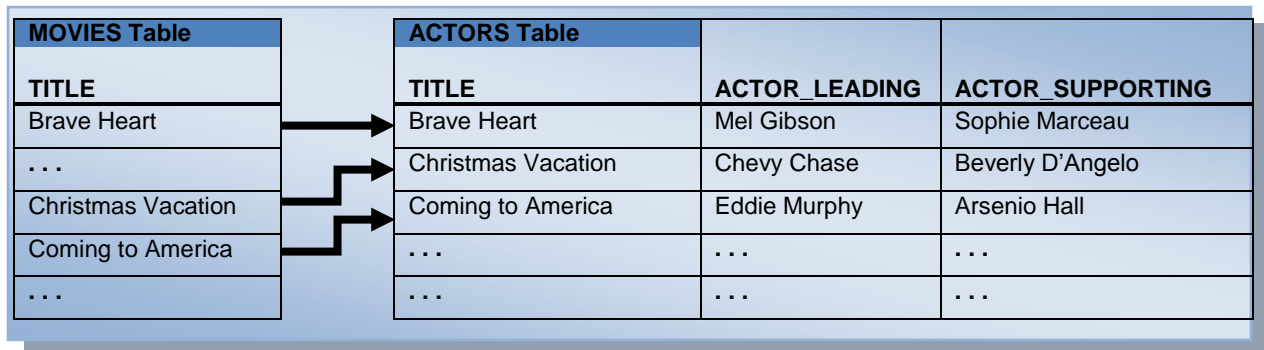 MOVIES Table ACTORS Table
TITLE TITLE ACTOR_LEADING ACTOR_SUPPORTING
Brave Heart Brave Heart Mel Gibson Sophie Marceau
. . . Christmas Vacation Chevy Chase Beverly D’Angelo
Christmas Vacation Coming to America Eddie Murphy Arsenio Hall
Coming to America . . . . . . . . .
. . . . . . . . . . . .